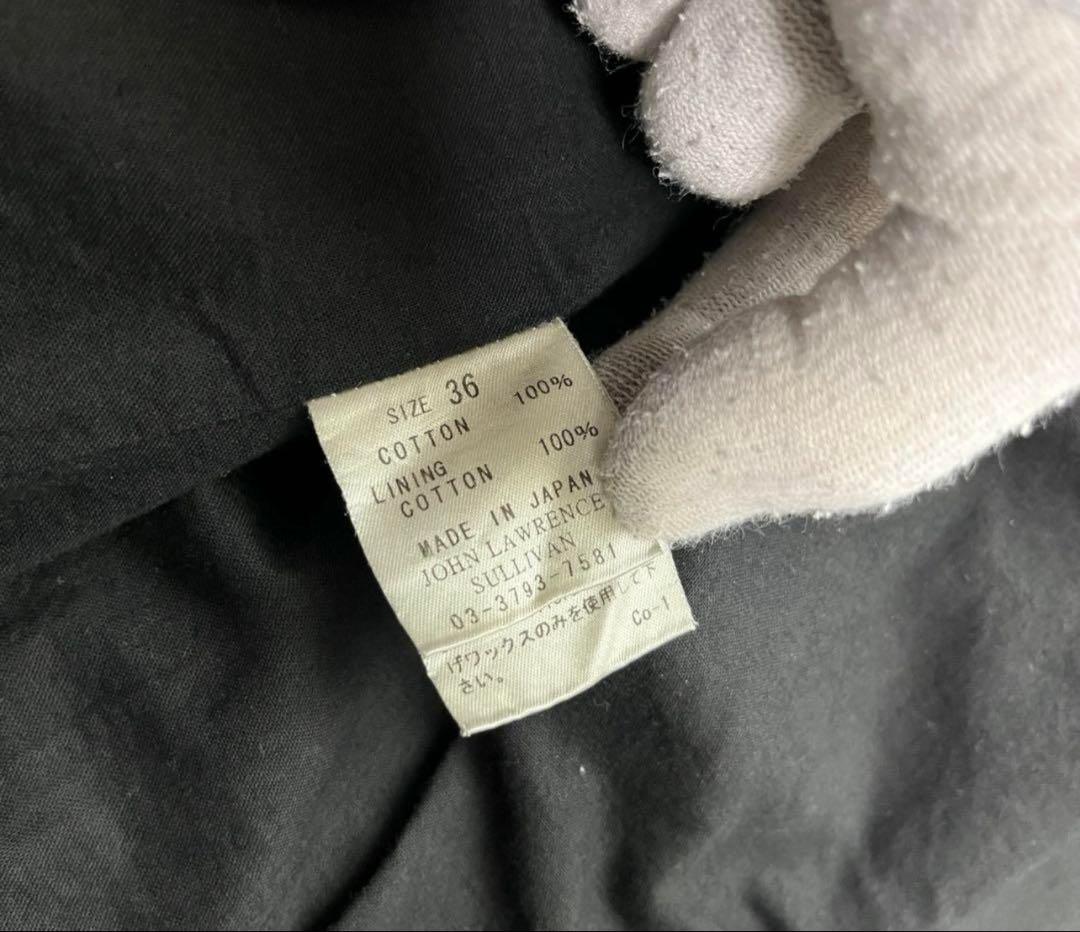 SIZE 36
COTTON 100%
LINING
COTTON 100%
MADE IN JAPAN
JOHN LAWRENCE
SULLIVAN
03-3793-7581
を使用して下
げワックスのみ
さい。
Co-1